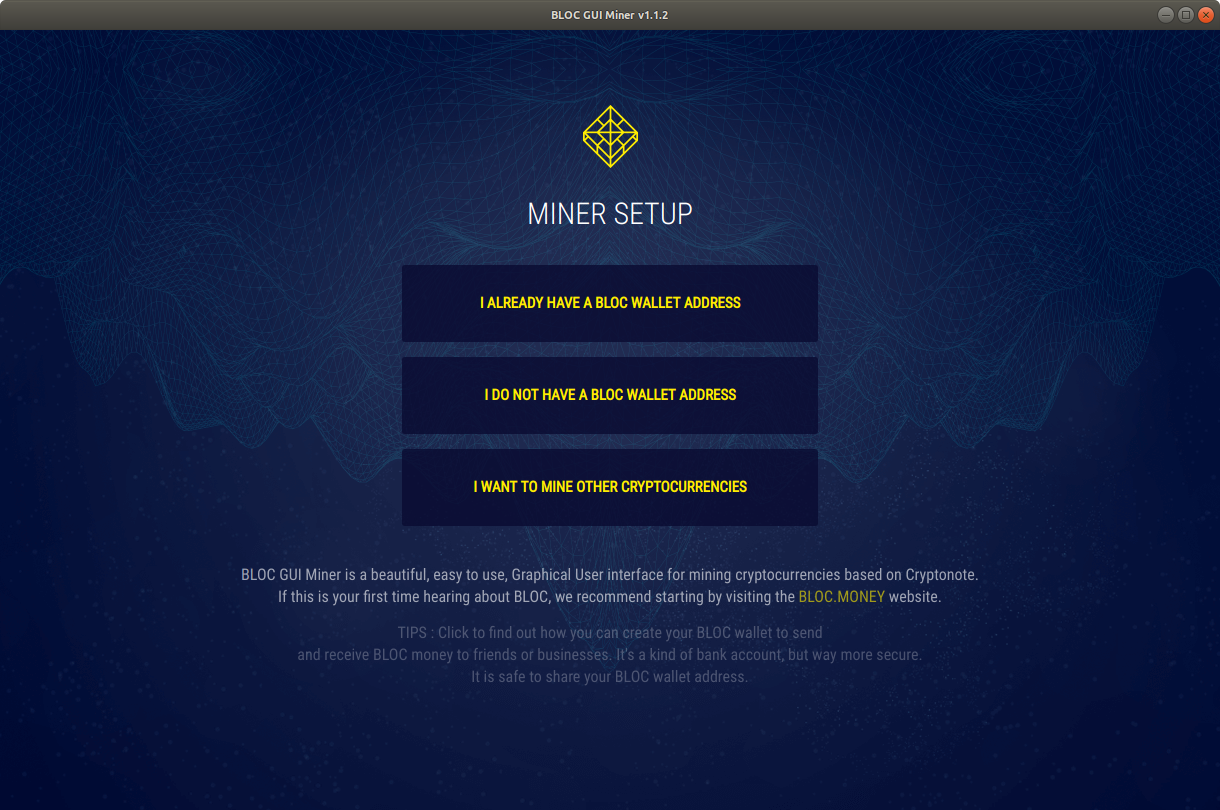 BLOC GUI Miner v1.1.2
MINER SETUP
I ALREADY HAVE A BLOC WALLET ADDRESS
I DO NOT HAVE A BLOC WALLET ADDRESS
I WANT TO MINE OTHER CRYPTOCURRENCIES
BLOC GUI Miner is a beautiful, easy to use, Graphical User interface for mining cryptocurrencies based on Cryptonote.
If this is your first time hearing about BLOC, we recommend starting by visiting the BLOC.MONEY website.
TIPS : Click to find out how you can create your BLOC wallet to send
and receive BLOC money to friends or businesses. It's a kind of bank account, but way more secure.
It is safe to share your BLOC wallet address.